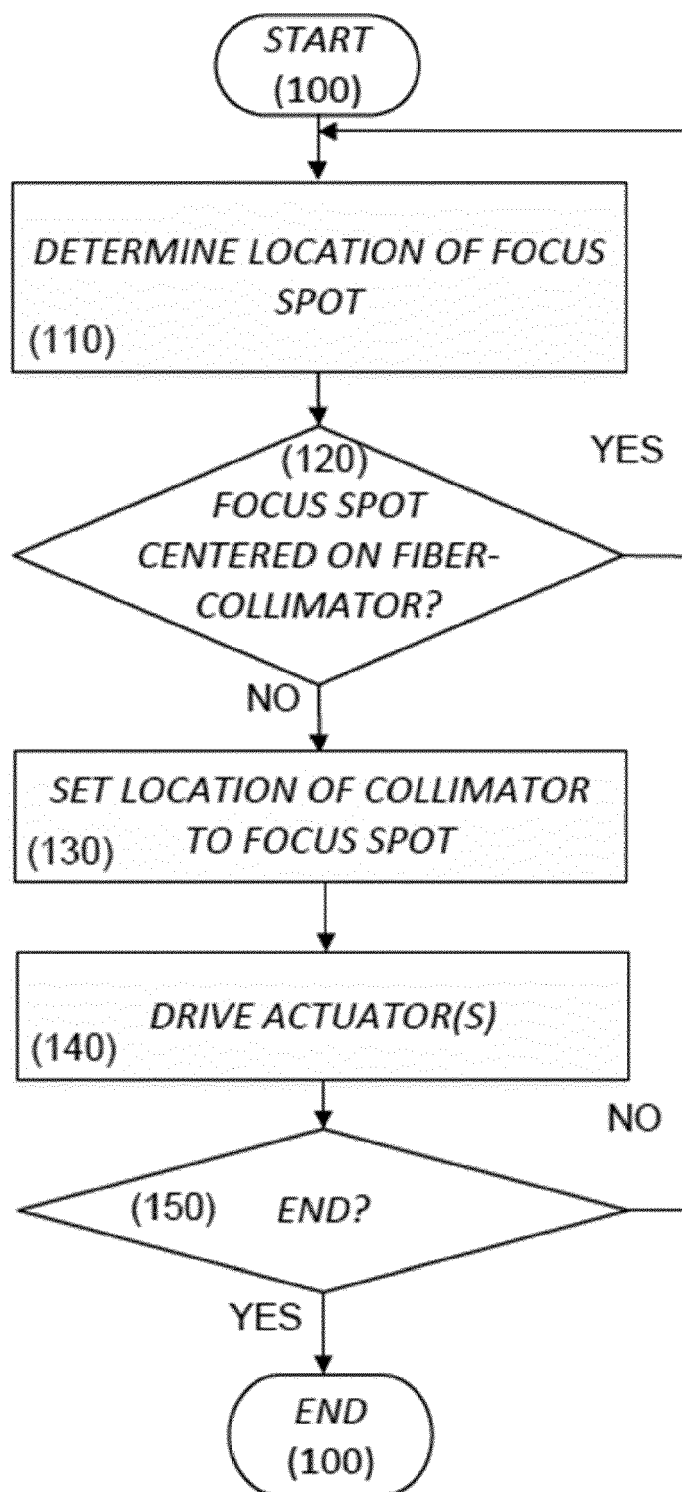 START
(100)
DETERMINE LOCATION OF FOCUS
SPOT
(110)
(120)
YES
FOCUS SPOT
CENTERED ON FIBER-
COLLIMATOR?
NO
SET LOCATION OF COLLIMATOR
TO FOCUS SPOT
(130)
DRIVE ACTUATOR(S)
(140)
NO
(150) END?
YES
END
(100)